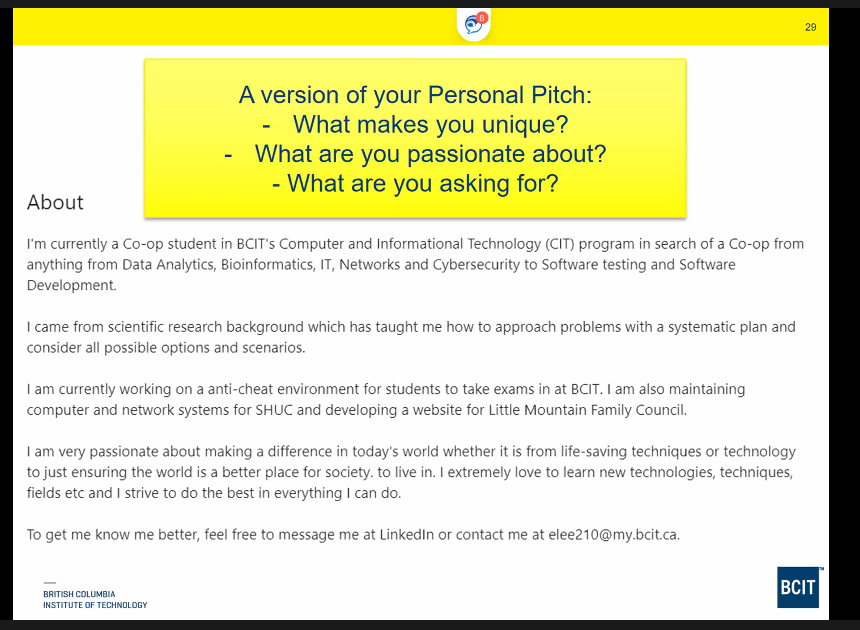 8
29
A version of your Personal Pitch:
- What makes you unique?
- What are you passionate about?
- What are you asking for?
About
I'm currently a Co-op student in BCIT's Computer and Informational Technology (CIT) program in search of a Co-op from
anything from Data Analytics, Bioinformatics, IT, Networks and Cybersecurity to Software testing and Software
Development.
I came from scientific research background which has taught me how to approach problems with a systematic plan and
consider all possible options and scenarios.
I am currently working on a anti-cheat environment for students to take exams in at BCIT. I am also maintaining
computer and network systems for SHUC and developing a website for Little Mountain Family Council.
I am very passionate about making a difference in today's world whether it is from life-saving techniques or technology
to just ensuring the world is a better place for society. to live in. I extremely love to learn new technologies, techniques,
fields etc and I strive to do the best in everything I can do.
To get me know me better, feel free to message me at LinkedIn or contact me at elee210@my.bcit.ca.
BRITISH COLUMBIA
INSTITUTE OF TECHNOLOGY
BCIT™